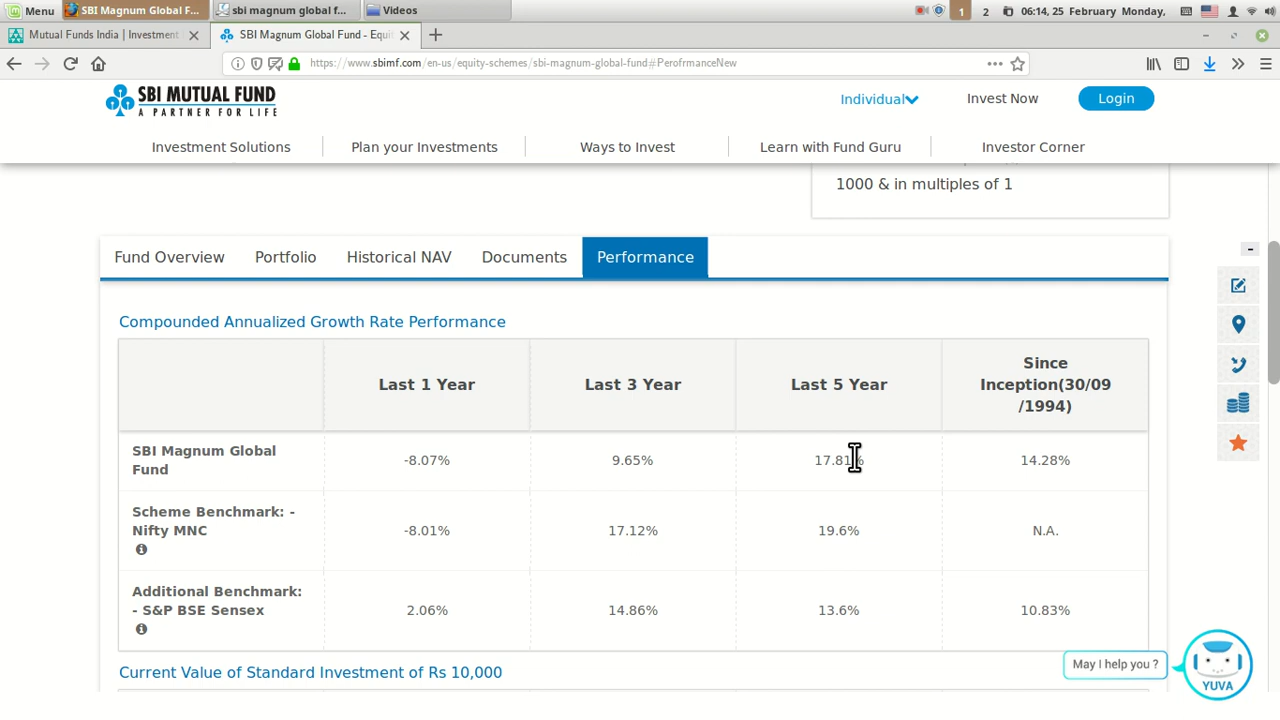 Menu SBI Magnum Global F... sbi magnum global f... Videos 1 2 06:14, 25 February Monday,
Mutual Funds India | Investment SBI Magnum Global Fund - Equi
https://www.sbimf.com/en-us/equity-schemes/sbi-magnum-global-fund#PerofrmanceNew
SBI MUTUAL FUND
A PARTNER FOR LIFE
Individual Invest Now Login
Investment Solutions Plan your Investments Ways to Invest Learn with Fund Guru Investor Corner
1000 & in multiples of 1
Fund Overview Portfolio Historical NAV Documents Performance
Compounded Annualized Growth Rate Performance
Last 1 Year Last 3 Year Last 5 Year Since
Inception(30/09
/1994)
SBI Magnum Global
Fund
-8.07% 9.65% 17.81% 14.28%
Scheme Benchmark: -
Nifty MNC
-8.01% 17.12% 19.6% N.A.
Additional Benchmark:
- S&P BSE Sensex
2.06% 14.86% 13.6% 10.83%
Current Value of Standard Investment of Rs 10,000
May I help you ?
YUVA